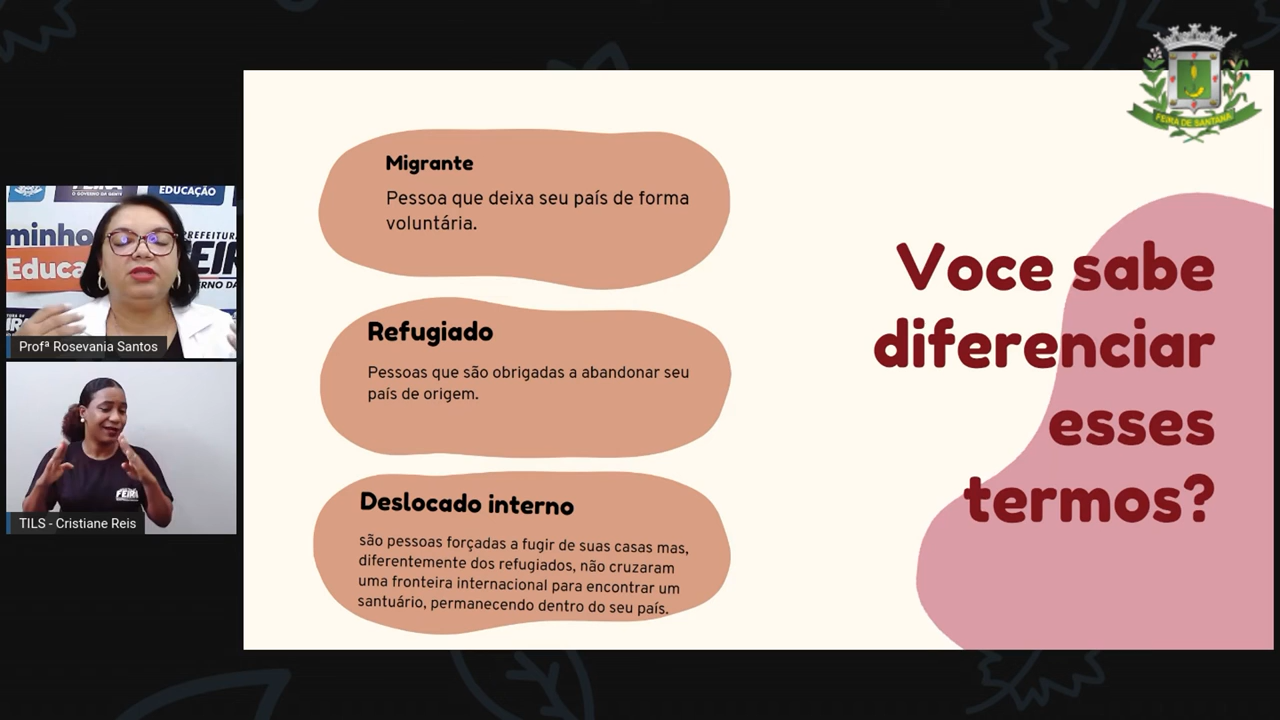 FEIRA DE SANTANA
Migrante
Pessoa que deixa seu país de forma
voluntária.
Refugiado
Pessoas que são obrigadas a abandonar seu
país de origem.
Deslocado interno
são pessoas forçadas a fugir de suas casas mas,
diferentemente dos refugiados, não cruzaram
uma fronteira internacional para encontrar um
santuário, permanecendo dentro do seu país.
Voce sabe
diferenciar
esses
termos?
EDUCAÇÃO
minho
PREFEITURA
FEIR
Educa
Profª Rosevania Santos
FEIRA
TILS - Cristiane Reis